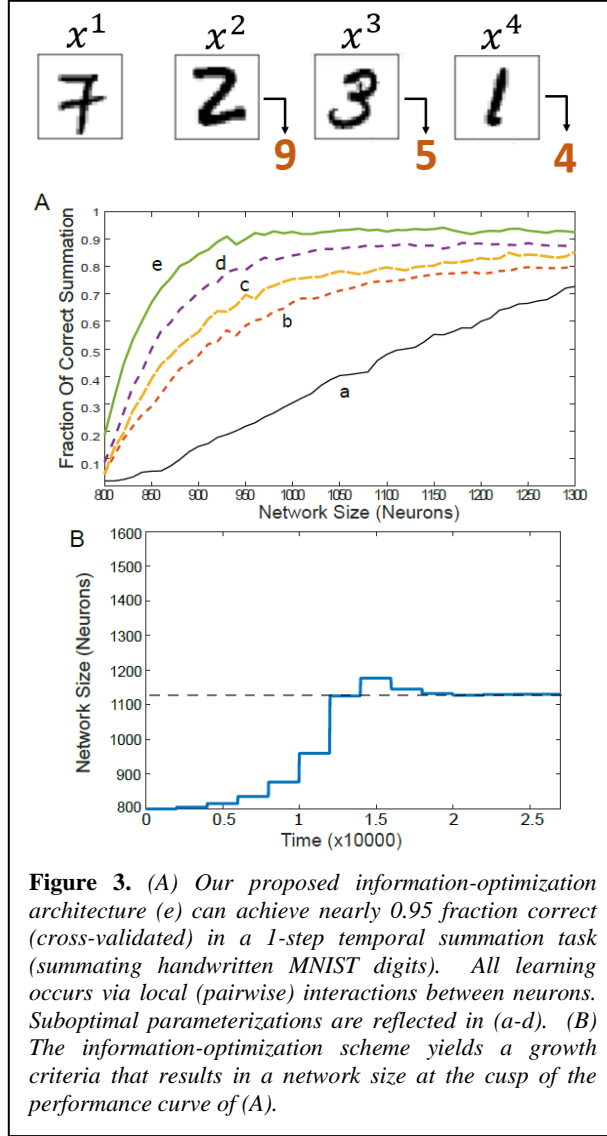 x¹ x² x³ x⁴
7 2 3 1
9 5 4
A
1
0.9
0.8
0.7
0.6
0.5
0.4
0.3
0.2
0.1
Fraction Of Correct Summation
e
d
c
b
a
800 850 900 950 1000 1050 1100 1150 1200 1250 1300
Network Size (Neurons)
B
1600
1500
1400
1300
1200
1100
1000
900
800
Network Size (Neurons)
0 0.5 1 1.5 2 2.5
Time (x10000)
Figure 3. (A) Our proposed information-optimization
architecture (e) can achieve nearly 0.95 fraction correct
(cross-validated) in a 1-step temporal summation task
(summating handwritten MNIST digits). All learning
occurs via local (pairwise) interactions between neurons.
Suboptimal parameterizations are reflected in (a-d). (B)
The information-optimization scheme yields a growth
criteria that results in a network size at the cusp of the
performance curve of (A).